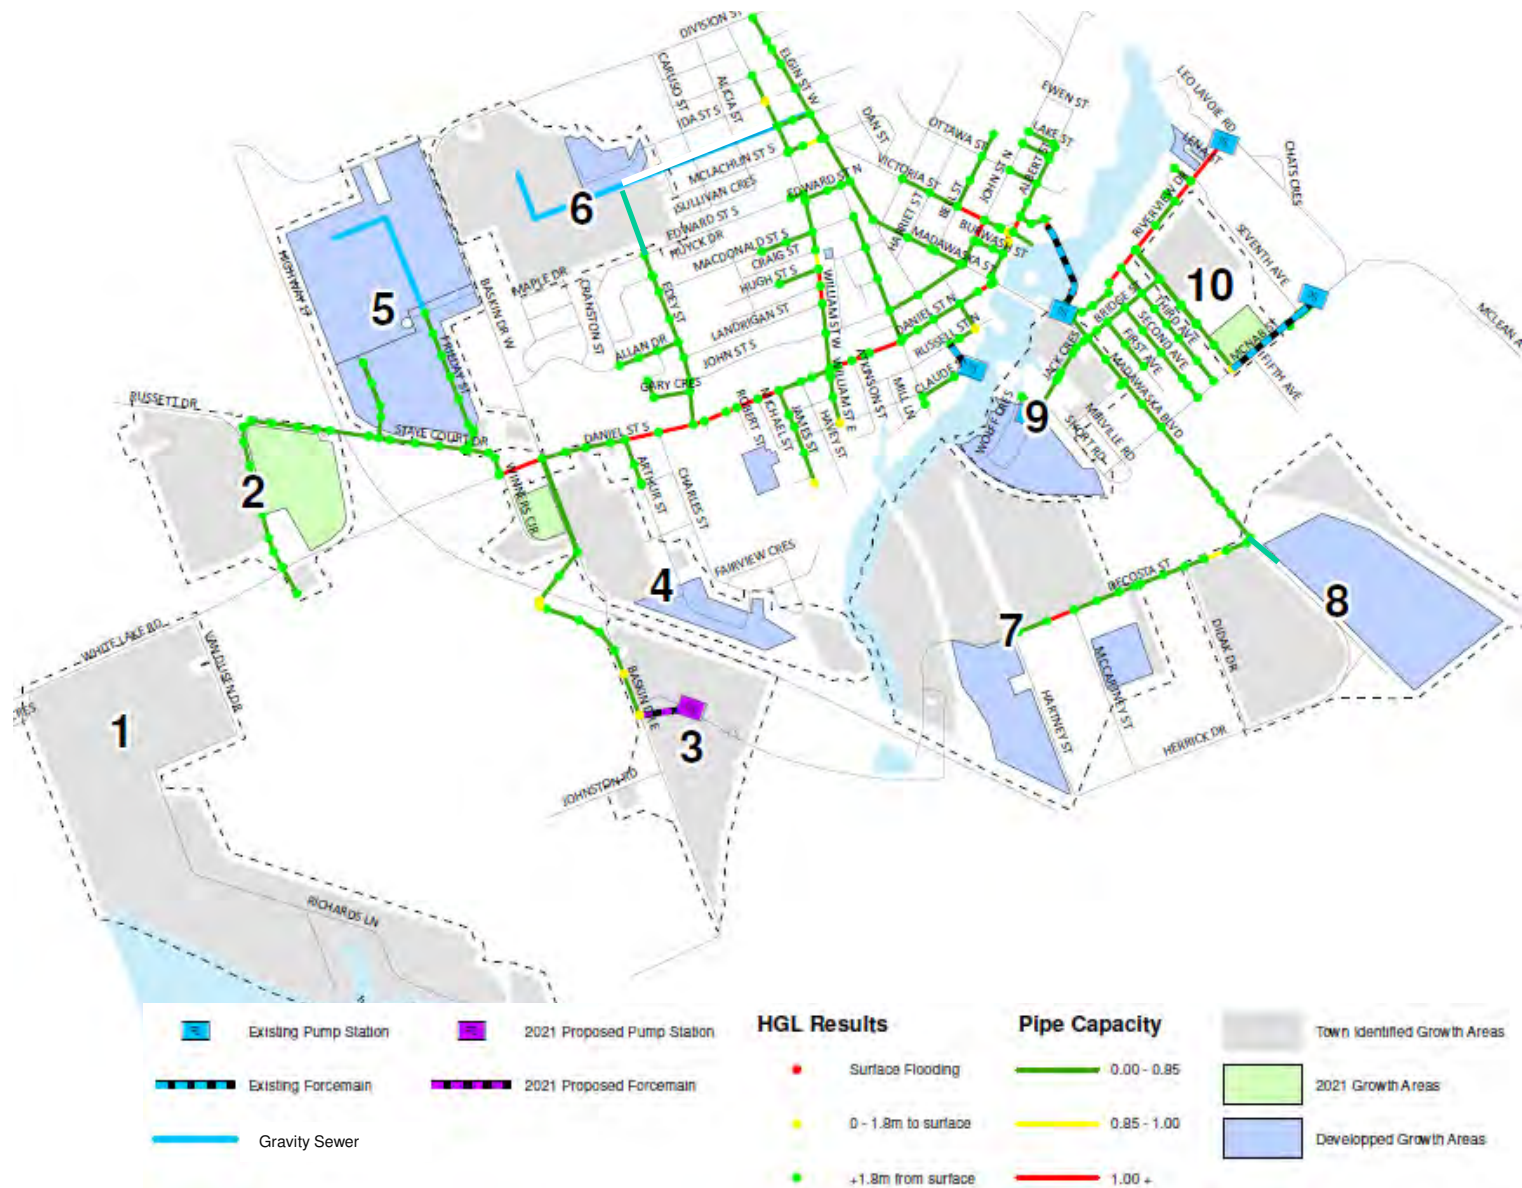 DIVISION ST
ELGIN ST W
CARUSO ST
ALICIA ST
IDA ST S
DAN ST
MCLACHLIN ST S
SULLIVAN CRES
EDWARD ST S
HUYCK DR
MACDONALD ST S
CRAIG ST
HUGH ST S
EDWARD ST N
VICTORIA ST
OTTAWA ST
BELL ST
JOHN ST N
ALBERT ST
LAKE ST
EWEN ST
HARRIET ST
BURWASH ST
MADAWASKA ST
LEO LAVOIE RD
LENA ST
CHATS CRES
RIVERVIEW DR
SEVENTH AVE
MCLEAN A
6
10
5
HIGHWAY 17
BASKIN DR W
MAPLE DR
CRANSTON ST
EDEY ST
LANDRIGAN ST
JOHN ST S
ALLAN DR
GARY CRES
WILLIAM ST W
DANIEL ST N
RUSSELL ST N
CLAUDE
MILL LN
ATKINSON ST
WILLIAM ST E
HAVEY ST
JAMES ST
MICHAEL ST
ROBERT ST
FRIDAY ST
BRIDGE ST
THIRD AVE
SECOND AVE
FIRST AVE
MCNAB ST
FIFTH AVE
JACK CRES
MADAWASKA BLVD
9
WOLFF CRES
SHORT RD
MELVILLE RD
RUSSETT DR
STAYE COURT DR
DANIEL ST S
2
WINNERS CIR
ARTHUR ST
CHARLES ST
FAIRVIEW CRES
4
DECOSTA ST
7
8
DIDAK DR
MCCARTNEY ST
HARTNEY ST
HERRICK DR
WHITE LAKE RD
VAN DUSEN DR
CRES
1
BASKIN DR E
3
JOHNSTON RD
RICHARDS LN
Existing Pump Station
2021 Proposed Pump Station
Existing Forcemain
2021 Proposed Forcemain
Gravity Sewer
HGL Results
Surface Flooding
0 - 1.8m to surface
+1.8m from surface
Pipe Capacity
0.00 - 0.85
0.85 - 1.00
1.00 +
Town Identified Growth Areas
2021 Growth Areas
Developped Growth Areas